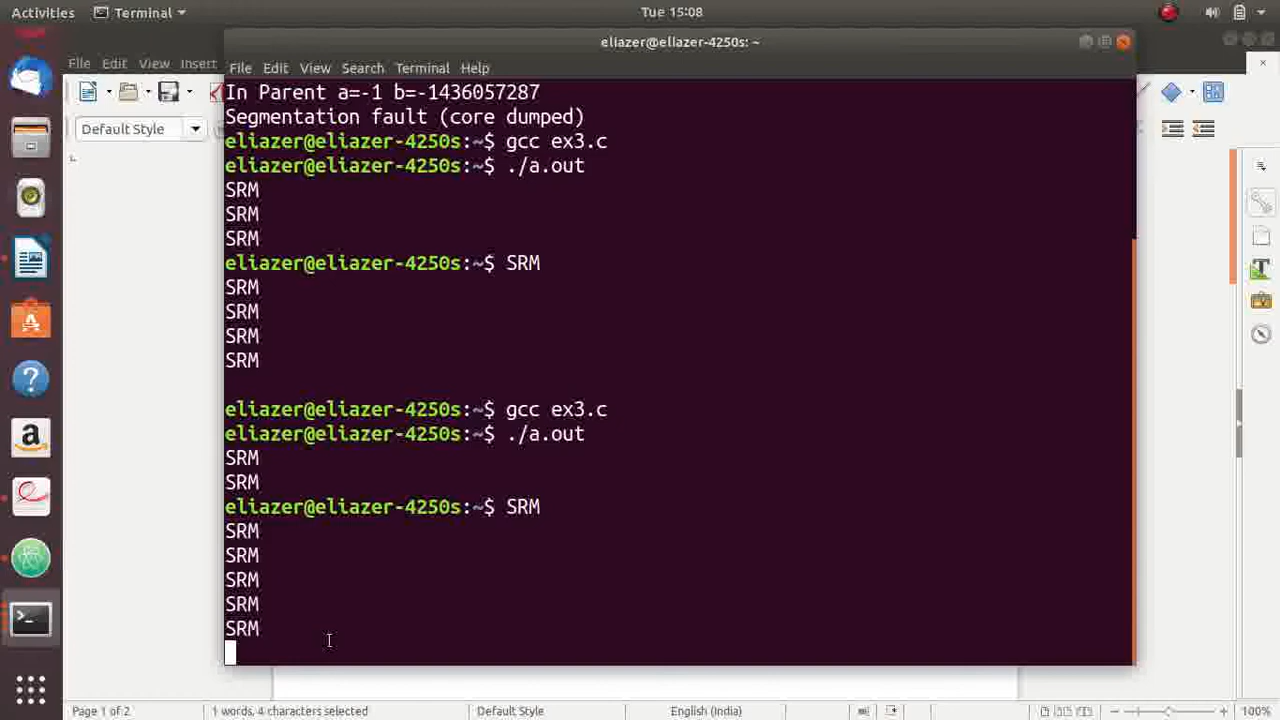 Activities Terminal Tue 15:08
eliazer@eliazer-4250s: ~
File Edit View Insert
File Edit View Search Terminal Help
Default Style
In Parent a=-1 b=-1436057287
Segmentation fault (core dumped)
eliazer@eliazer-4250s:~$ gcc ex3.c
eliazer@eliazer-4250s:~$ ./a.out
SRM
SRM
SRM
eliazer@eliazer-4250s:~$ SRM
SRM
SRM
SRM
SRM
eliazer@eliazer-4250s:~$ gcc ex3.c
eliazer@eliazer-4250s:~$ ./a.out
SRM
SRM
eliazer@eliazer-4250s:~$ SRM
SRM
SRM
SRM
SRM
SRM
Page 1 of 2 1 words, 4 characters selected Default Style English (India) 100%